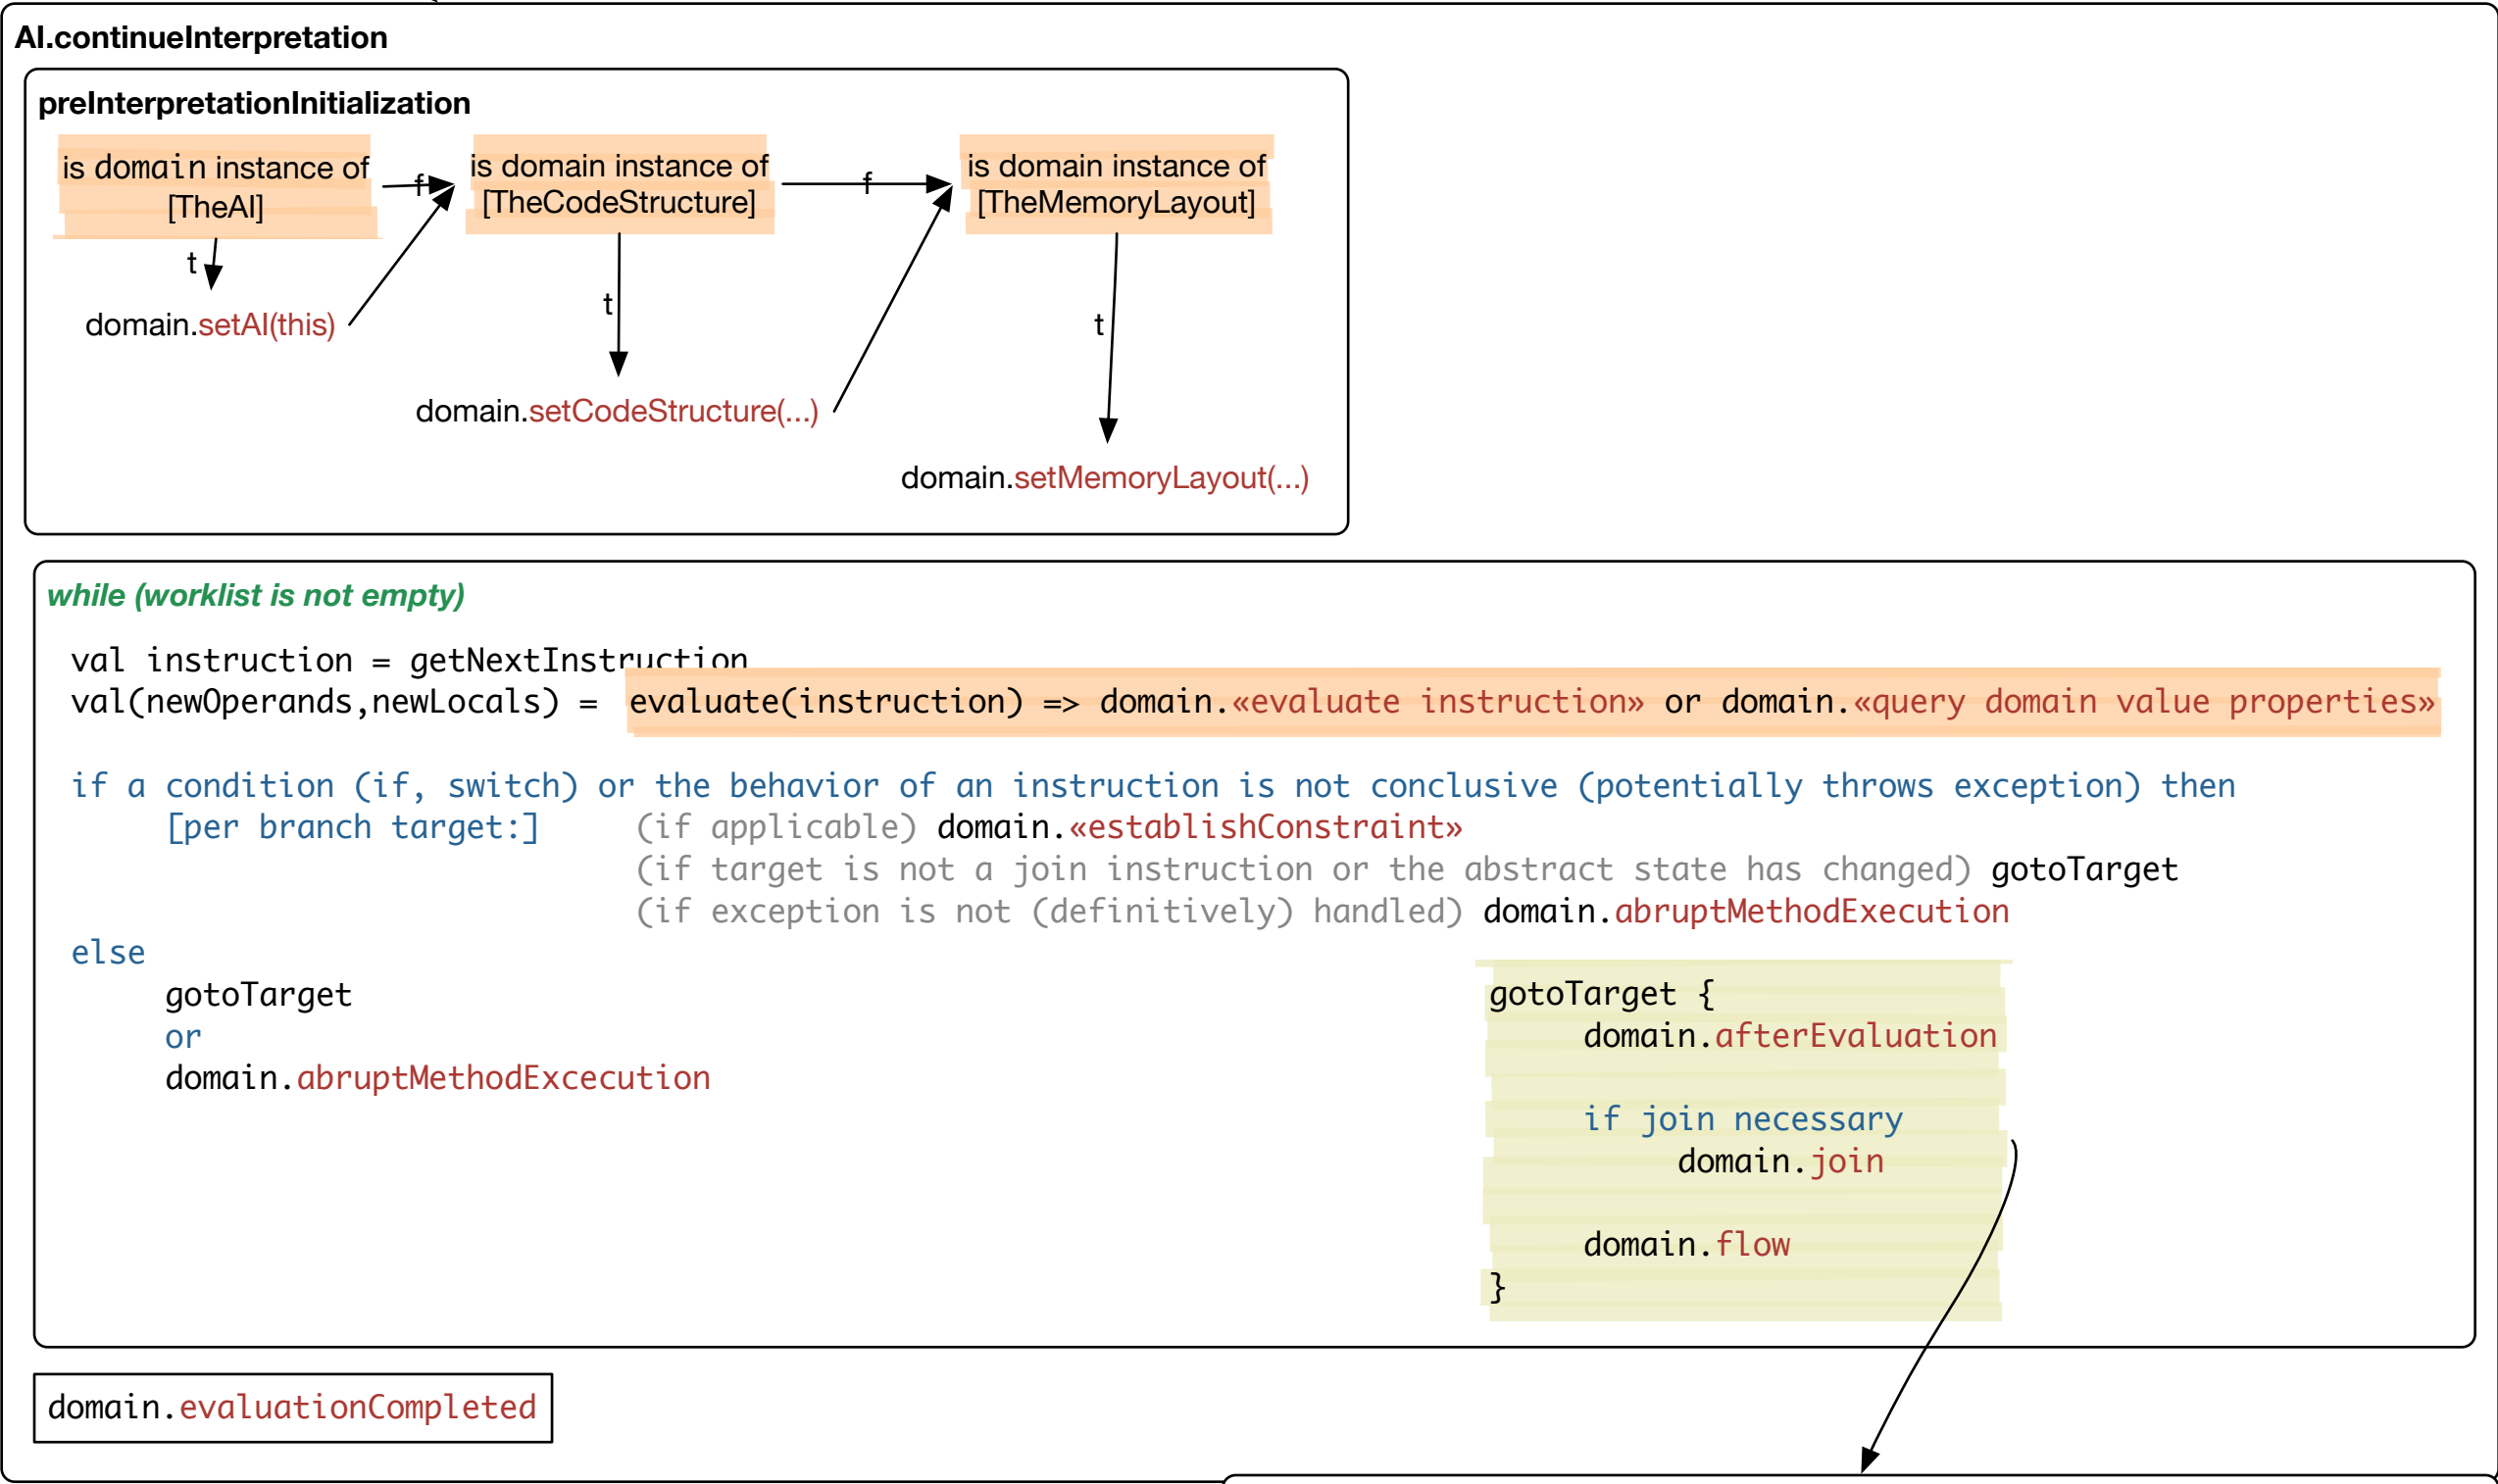 AI.continueInterpretation
preInterpretationInitialization
is domain instance of
[TheAI]
f
is domain instance of
[TheCodeStructure]
f
is domain instance of
[TheMemoryLayout]
t
domain.setAI(this)
t
domain.setCodeStructure(...)
t
domain.setMemoryLayout(...)
while (worklist is not empty)
val instruction = getNextInstruction
val(newOperands,newLocals) = evaluate(instruction) => domain.«evaluate instruction» or domain.«query domain value properties»
if a condition (if, switch) or the behavior of an instruction is not conclusive (potentially throws exception) then
[per branch target:] (if applicable) domain.«establishConstraint»
(if target is not a join instruction or the abstract state has changed) gotoTarget
(if exception is not (definitively) handled) domain.abruptMethodExecution
else
gotoTarget
or
domain.abruptMethodExcecution
gotoTarget {
domain.afterEvaluation
if join necessary
domain.join
domain.flow
}
domain.evaluationCompleted